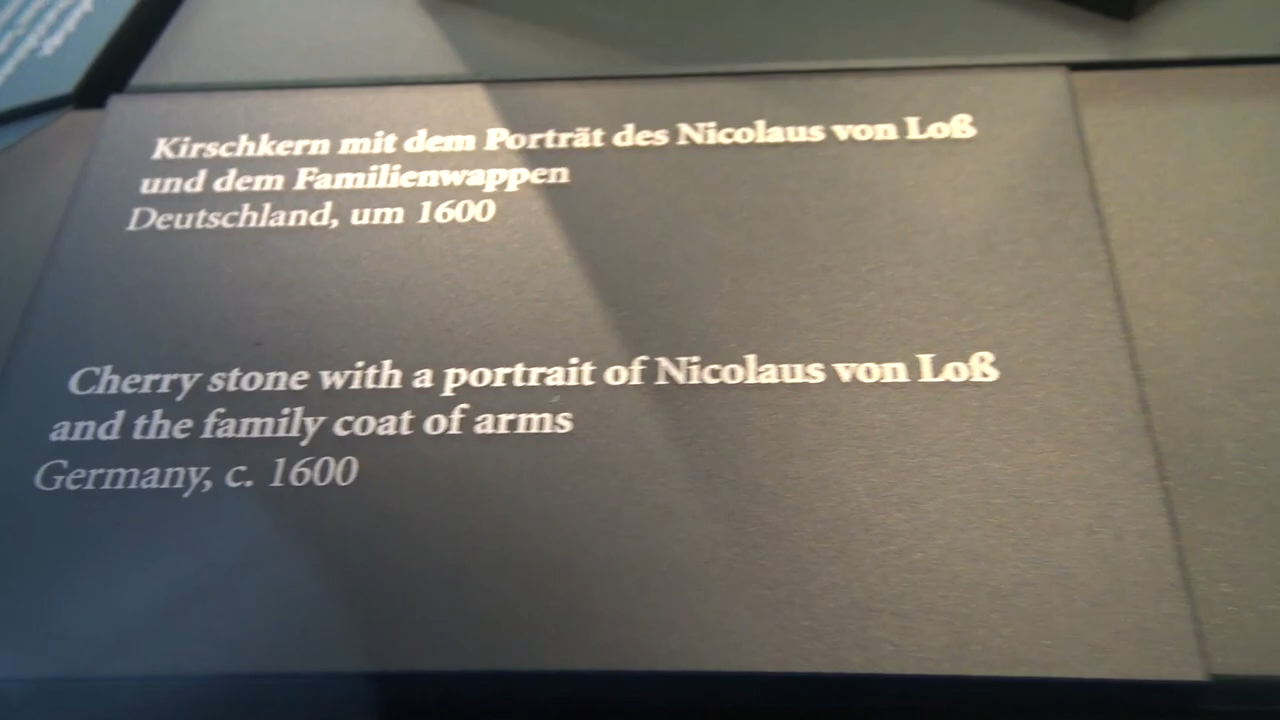 Kirschkern mit dem Porträt des Nicolaus von Loß
und dem Familienwappen
Deutschland, um 1600
Cherry stone with a portrait of Nicolaus von Loß
and the family coat of arms
Germany, c. 1600